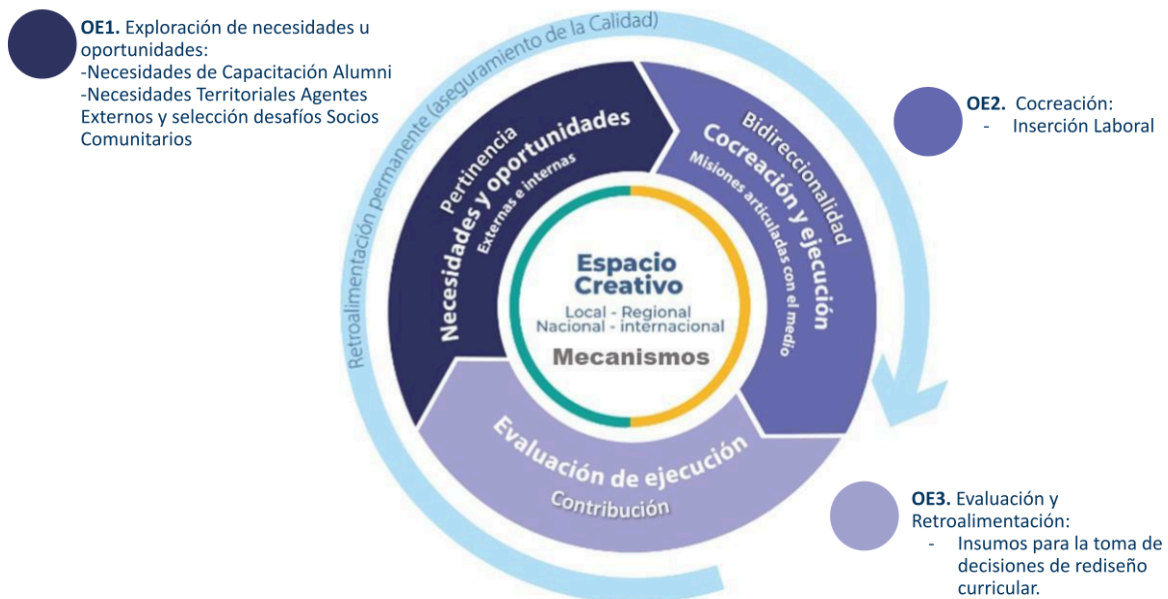 OE1. Exploración de necesidades u
oportunidades:
-Necesidades de Capacitación Alumni
-Necesidades Territoriales Agentes
Externos y selección desafíos Socios
Comunitarios
Retroalimentación permanente (aseguramiento de la Calidad)
Pertinencia
Necesidades y oportunidades
Externas e internas
Bidireccionalidad
Cocreación y ejecución
Misiones articuladas con el medio
OE2. Cocreación:
- Inserción Laboral
Espacio
Creativo
Local - Regional
Nacional - internacional
Mecanismos
Evaluación de ejecución
Contribución
OE3. Evaluación y
Retroalimentación:
- Insumos para la toma de
decisiones de rediseño
curricular.